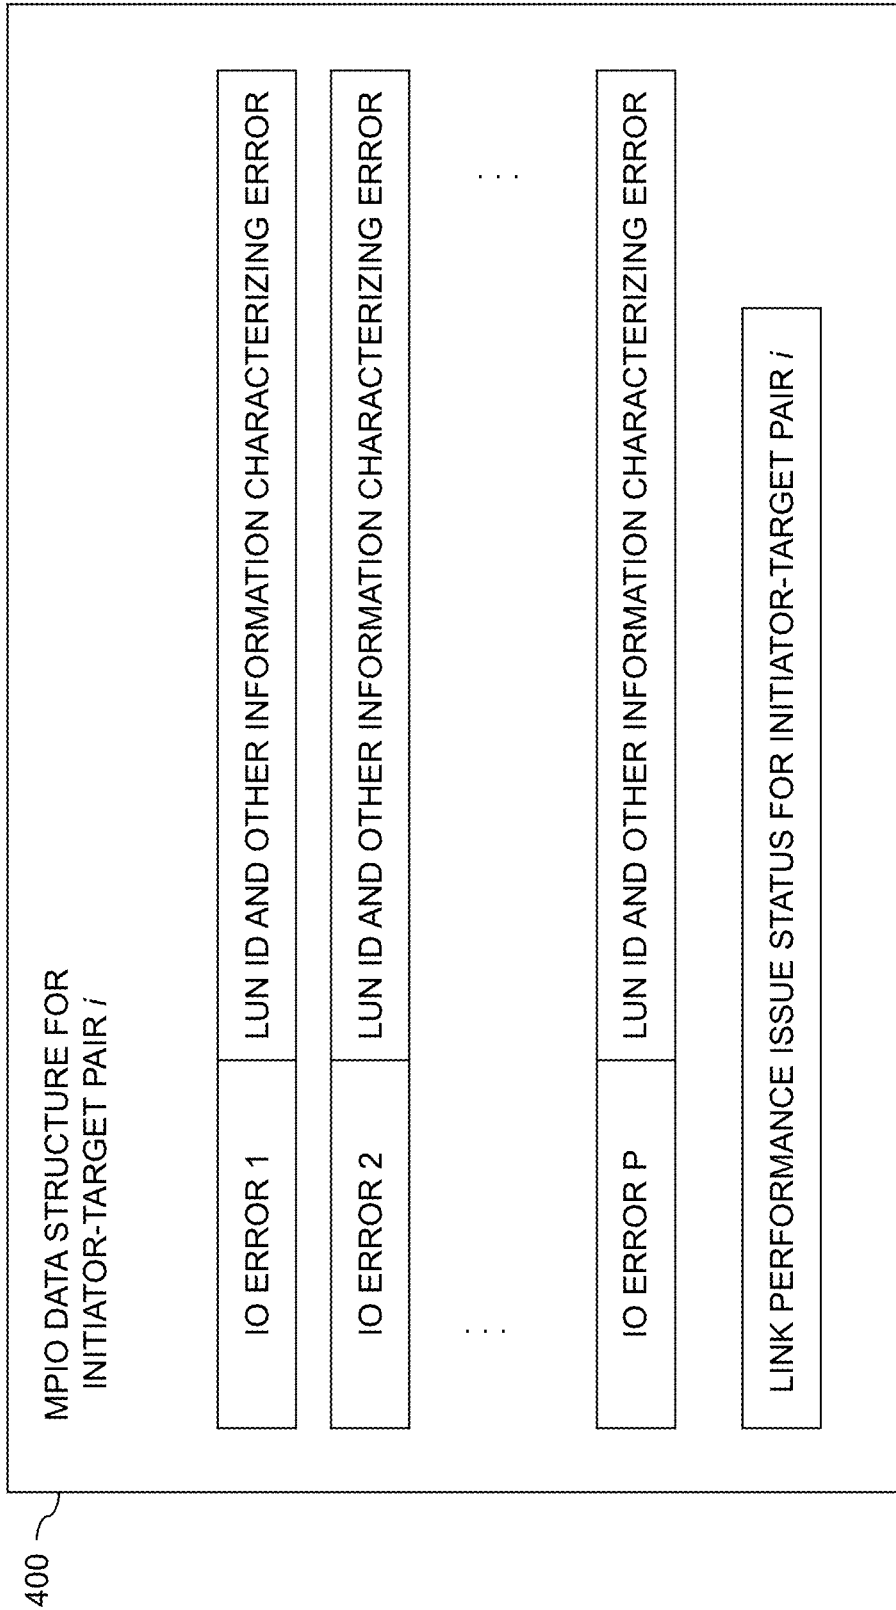 400
MPIO DATA STRUCTURE FOR
INITIATOR-TARGET PAIR i
IO ERROR 1 LUN ID AND OTHER INFORMATION CHARACTERIZING ERROR
IO ERROR 2 LUN ID AND OTHER INFORMATION CHARACTERIZING ERROR
. . . . . .
IO ERROR P LUN ID AND OTHER INFORMATION CHARACTERIZING ERROR
LINK PERFORMANCE ISSUE STATUS FOR INITIATOR-TARGET PAIR i